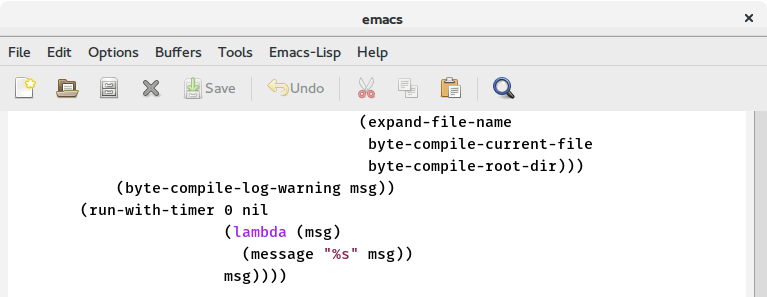 emacs
File Edit Options Buffers Tools Emacs-Lisp Help
Save Undo
(expand-file-name
byte-compile-current-file
byte-compile-root-dir)))
(byte-compile-log-warning msg))
(run-with-timer 0 nil
(lambda (msg)
(message "%s" msg))
msg))))